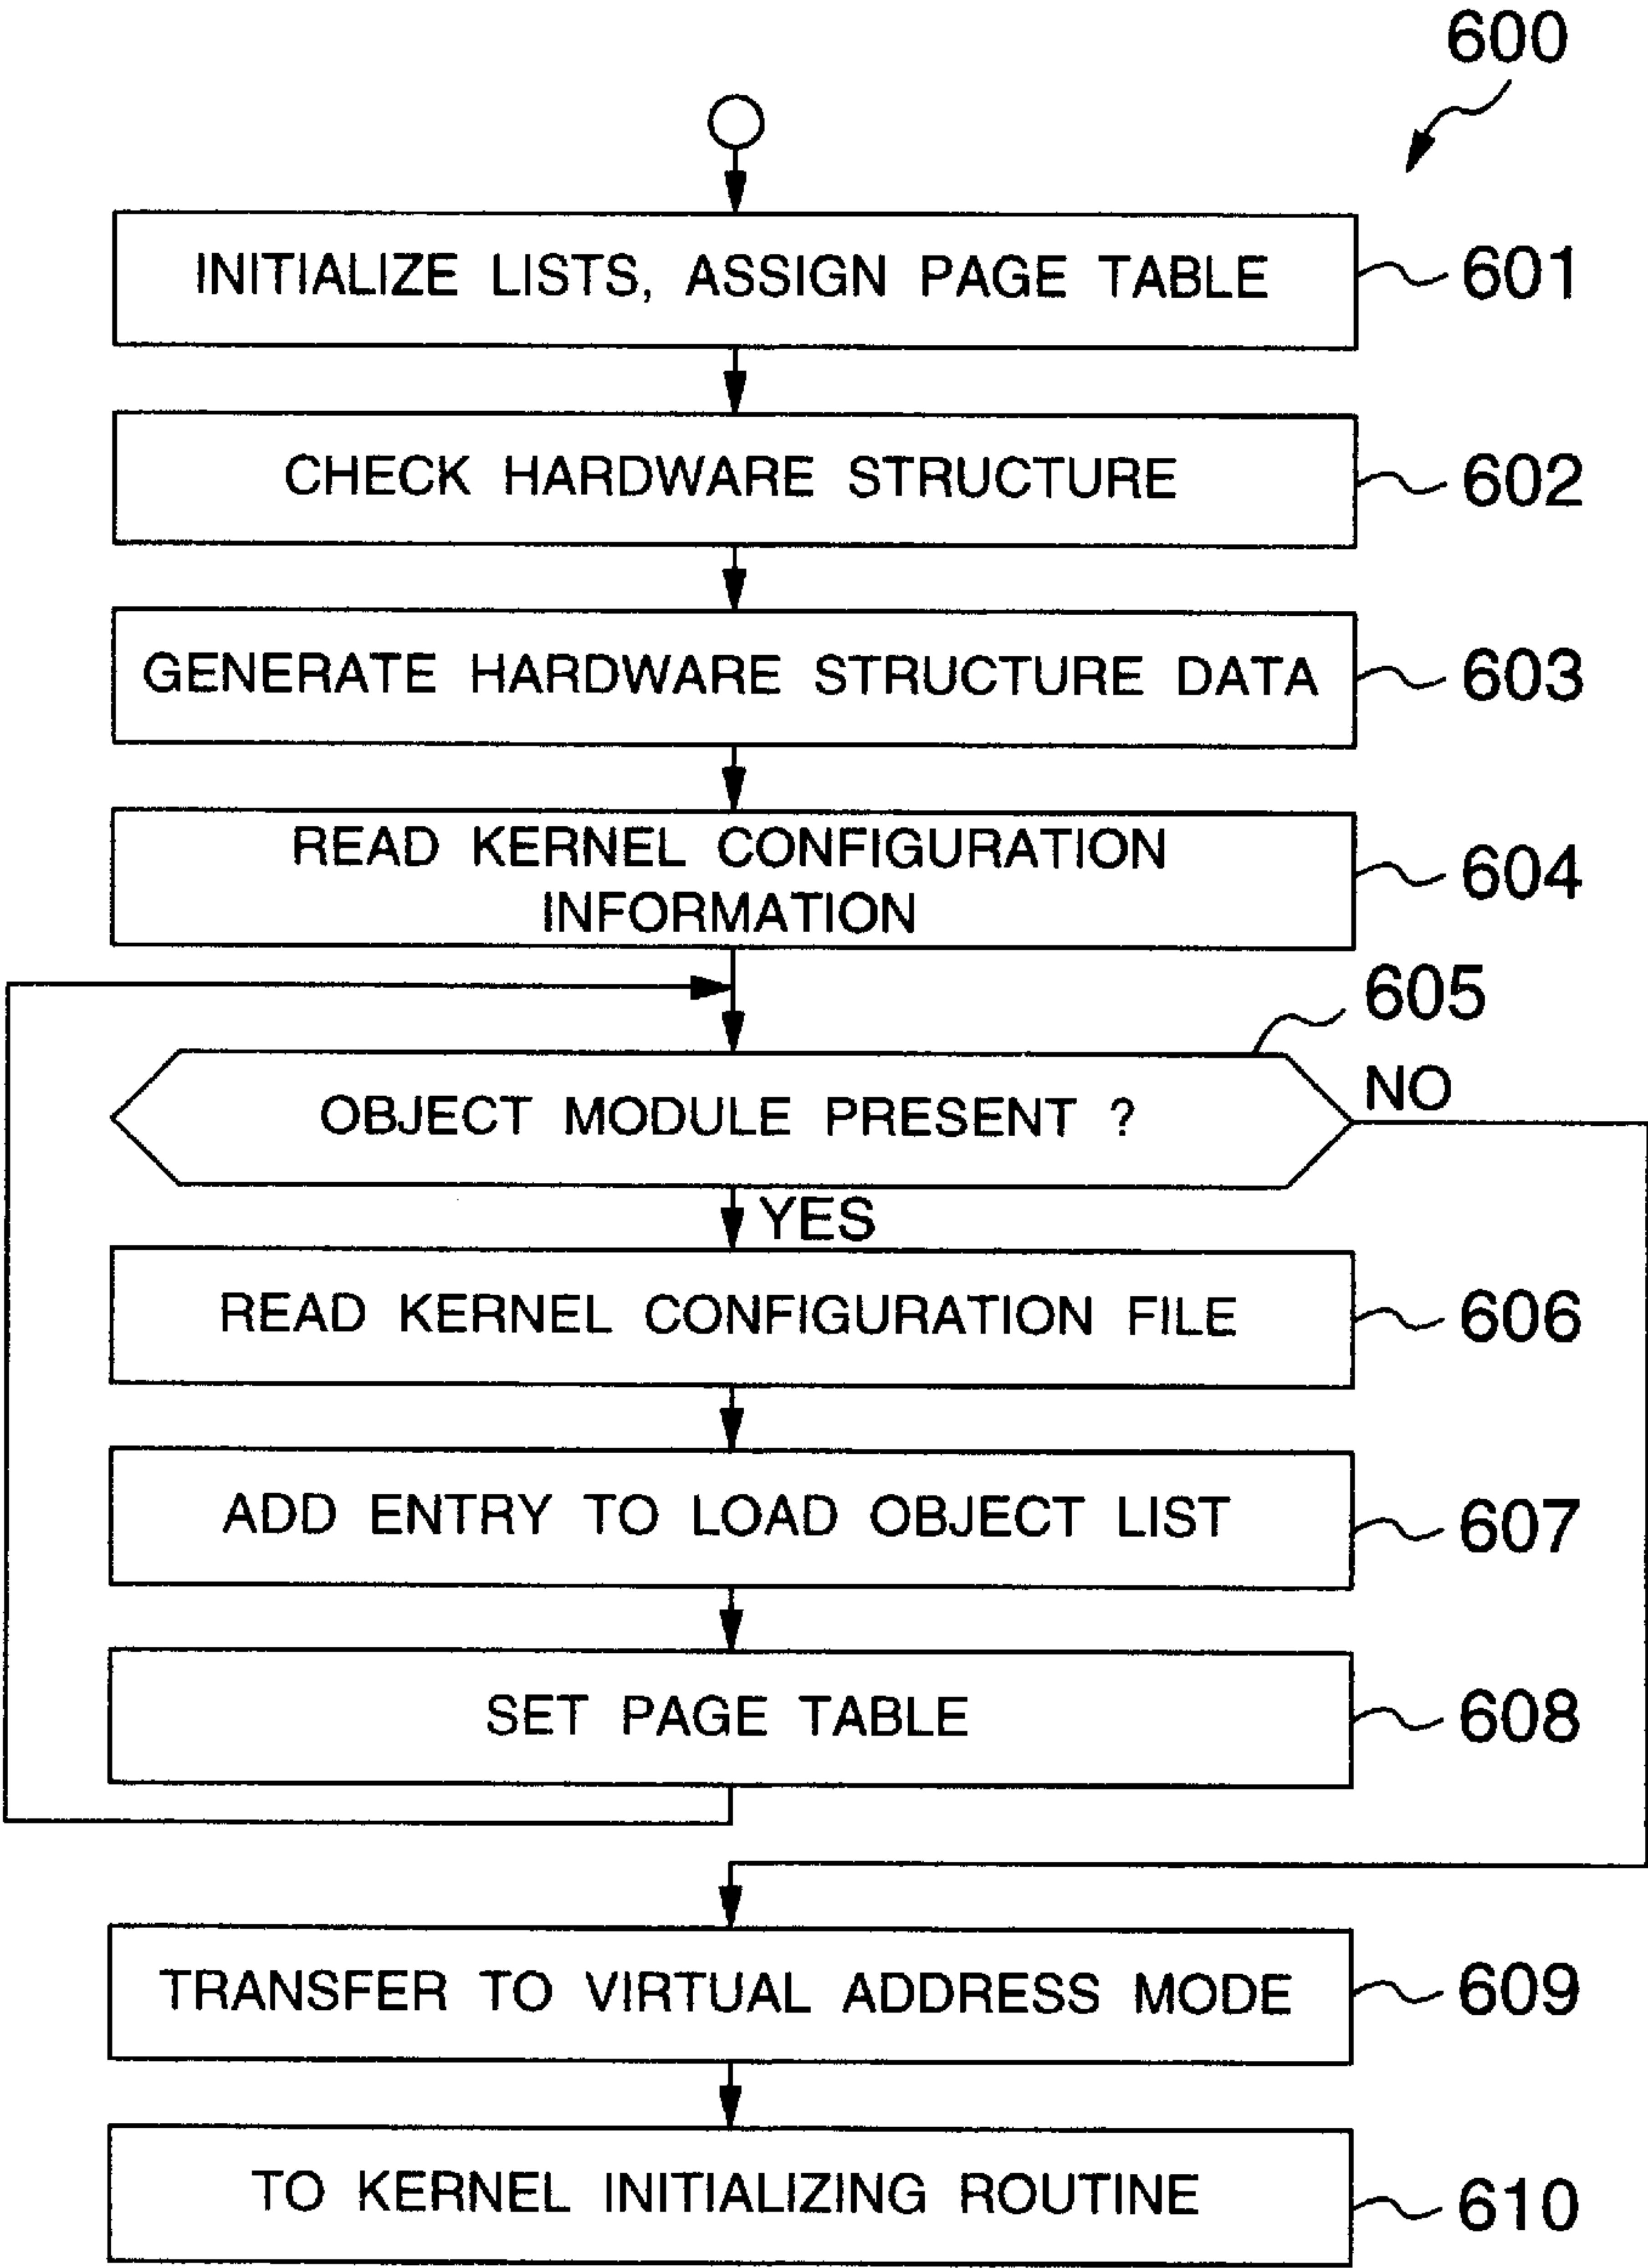 600
INITIALIZE LISTS, ASSIGN PAGE TABLE
601
CHECK HARDWARE STRUCTURE
602
GENERATE HARDWARE STRUCTURE DATA
603
READ KERNEL CONFIGURATION
INFORMATION
604
605
OBJECT MODULE PRESENT ?
NO
YES
READ KERNEL CONFIGURATION FILE
606
ADD ENTRY TO LOAD OBJECT LIST
607
SET PAGE TABLE
608
TRANSFER TO VIRTUAL ADDRESS MODE
609
TO KERNEL INITIALIZING ROUTINE
610